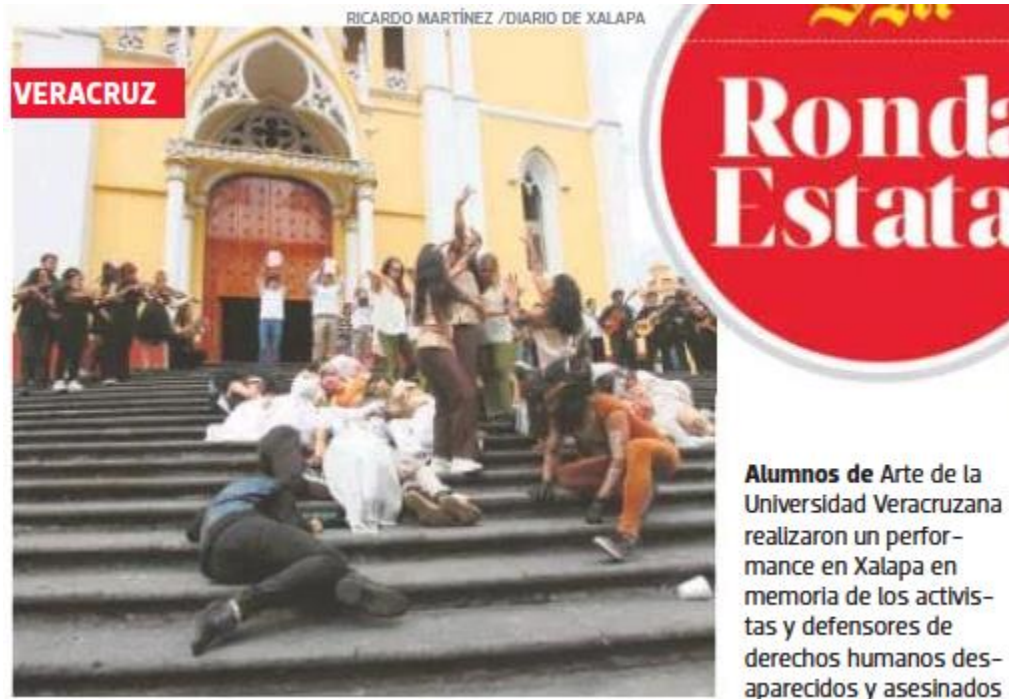 RICARDO MARTÍNEZ /DIARIO DE XALAPA
VERACRUZ
Ronda
Estata
Alumnos de Arte de la
Universidad Veracruzana
realizaron un perfor-
mance en Xalapa en
memoria de los activis-
tas y defensores de
derechos humanos des-
aparecidos y asesinados